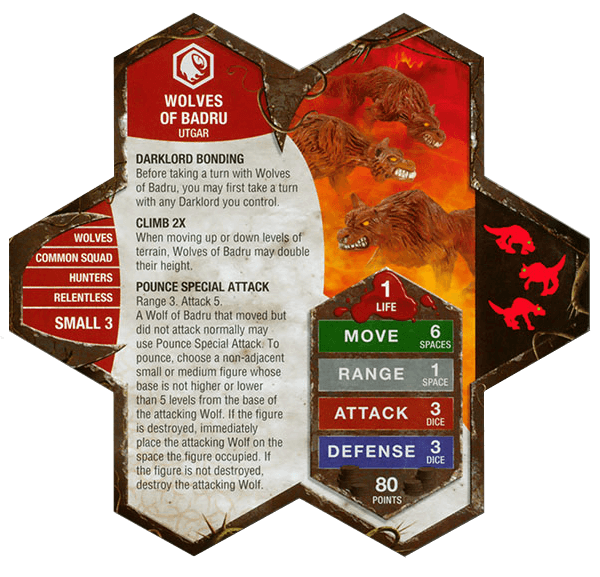 WOLVES
OF BADRU
UTGAR
DARKLORD BONDING
Before taking a turn with Wolves
of Badru, you may first take a turn
with any Darklord you control.
CLIMB 2X
When moving up or down levels of
terrain, Wolves of Badru may double
their height.
POUNCE SPECIAL ATTACK
Range 3. Attack 5.
A Wolf of Badru that moved but
did not attack normally may
use Pounce Special Attack. To
pounce, choose a non-adjacent
small or medium figure whose
base is not higher or lower
than 5 levels from the base of
the attacking Wolf. If the figure
is destroyed, immediately
place the attacking Wolf on the
space the figure occupied. If
the figure is not destroyed,
destroy the attacking Wolf.
WOLVES
COMMON SQUAD
HUNTERS
RELENTLESS
SMALL 3
1
LIFE
MOVE 6
SPACES
RANGE 1
SPACE
ATTACK 3
DICE
DEFENSE 3
DICE
80
POINTS